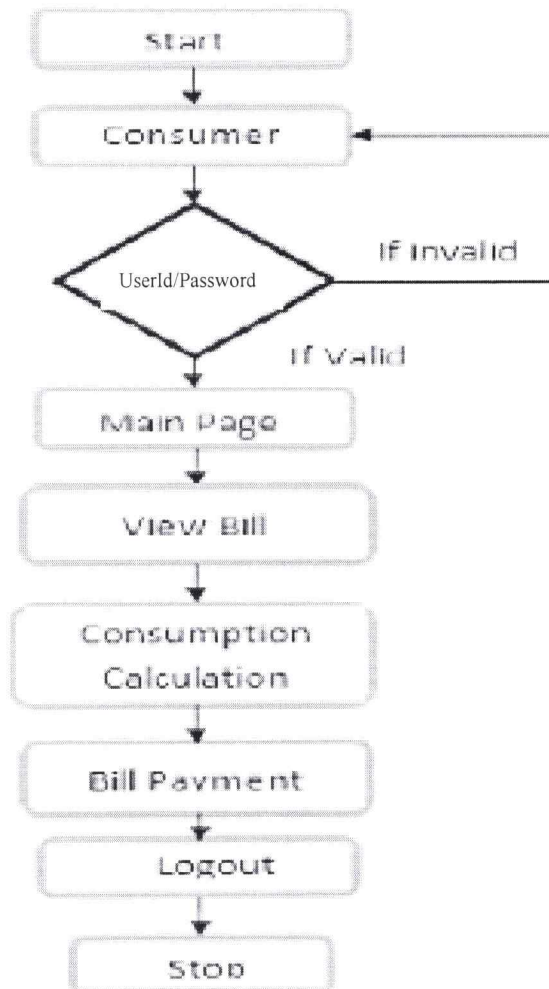 Start
Consumer
UserId/Password
If Invalid
If Valid
Main Page
View Bill
Consumption
Calculation
Bill Payment
Logout
Stop